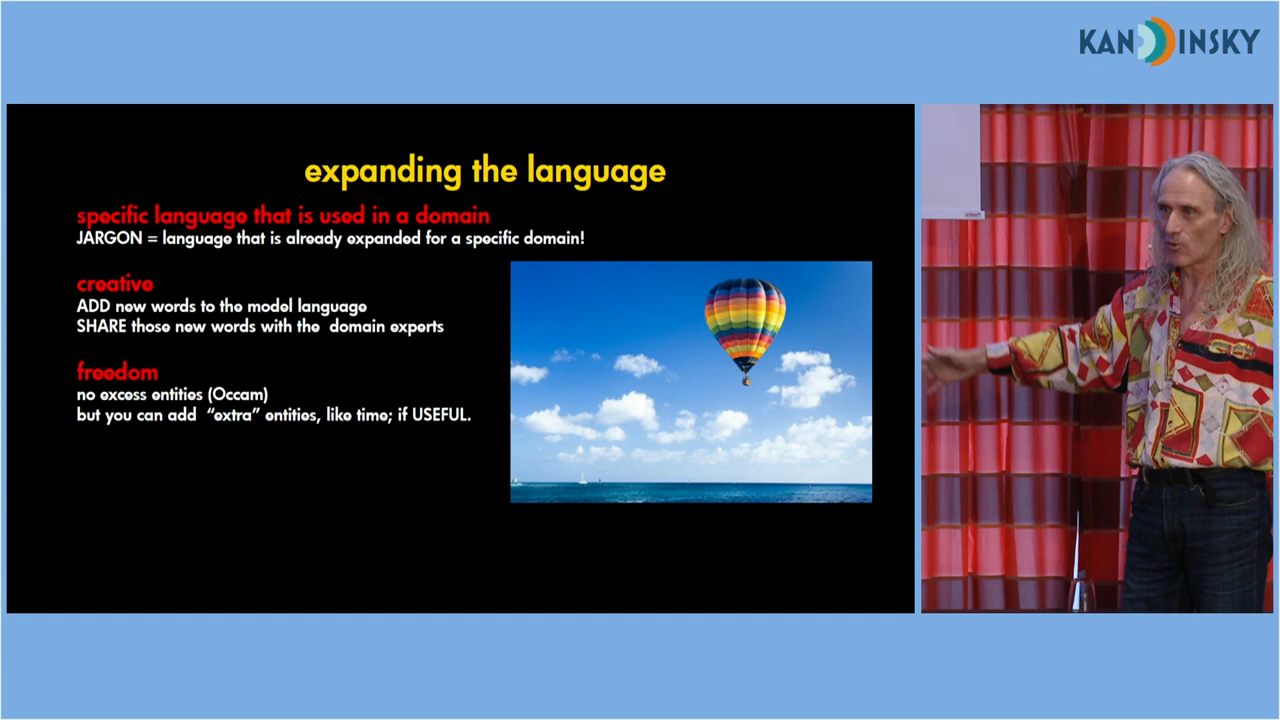 KANDDINSKY
expanding the language
specific language that is used in a domain
JARGON = language that is already expanded for a specific domain!
creative
ADD new words to the model language
SHARE those new words with the  domain experts
freedom
no excess entities (Occam)
but you can add  “extra” entities, like time; if USEFUL.